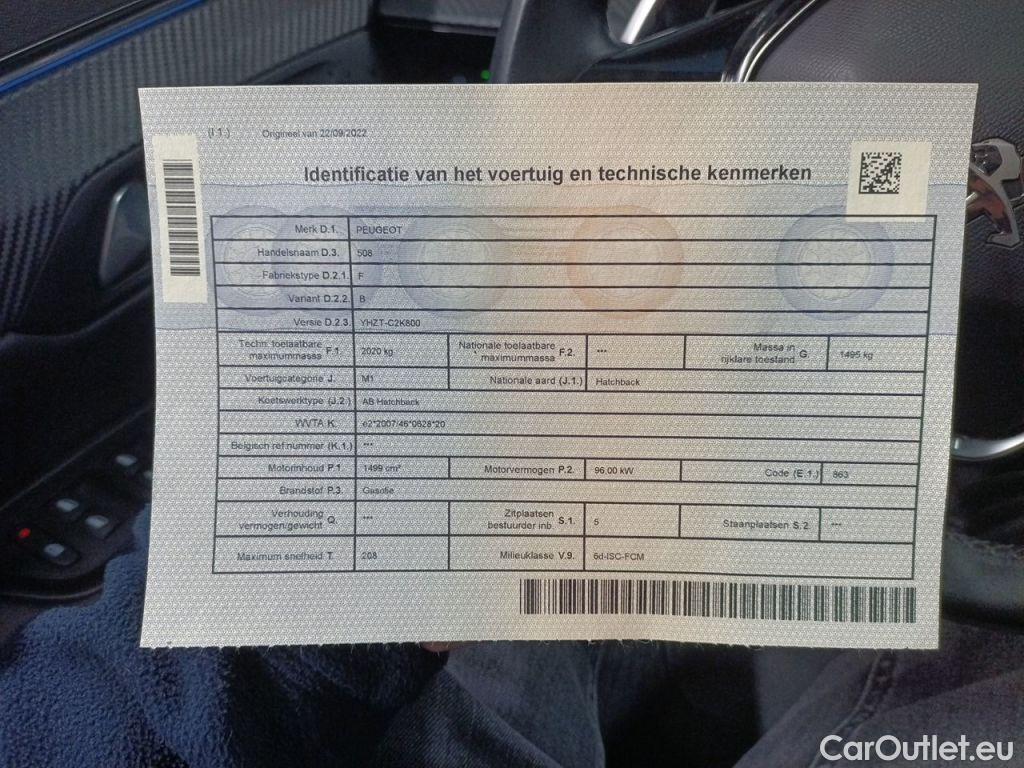 (I.1.) Origineel van 22/09/2022
Identificatie van het voertuig en technische kenmerken
Merk D.1. PEUGEOT
Handelsnaam D.3. 508
Fabriekstype D.2.1. F
Variant D.2.2. B
Versie D.2.3. YHZT-C2K800
Techn. toelaatbare maximummassa F.1. 2020 kg Nationale toelaatbare maximummassa F.2. *** Massa in rijklare toestand G. 1495 kg
Voertuigcategorie J. M1 Nationale aard (J.1.) Hatchback
Koetswerktype (J.2.) AB Hatchback
WVTA K. e2*2007/46*0628*20
Belgisch ref.nummer (K.1.) ***
Motorinhoud P.1. 1499 cm³ Motorvermogen P.2. 96.00 kW Code (E.1.) 863
Brandstof P.3. Gasolie
Verhouding vermogen/gewicht Q. *** Zitplaatsen bestuurder inb. S.1. 5 Staanplaatsen S.2. ***
Maximum snelheid T. 208 Milieuklasse V.9. 6d-ISC-FCM
CarOutlet.eu